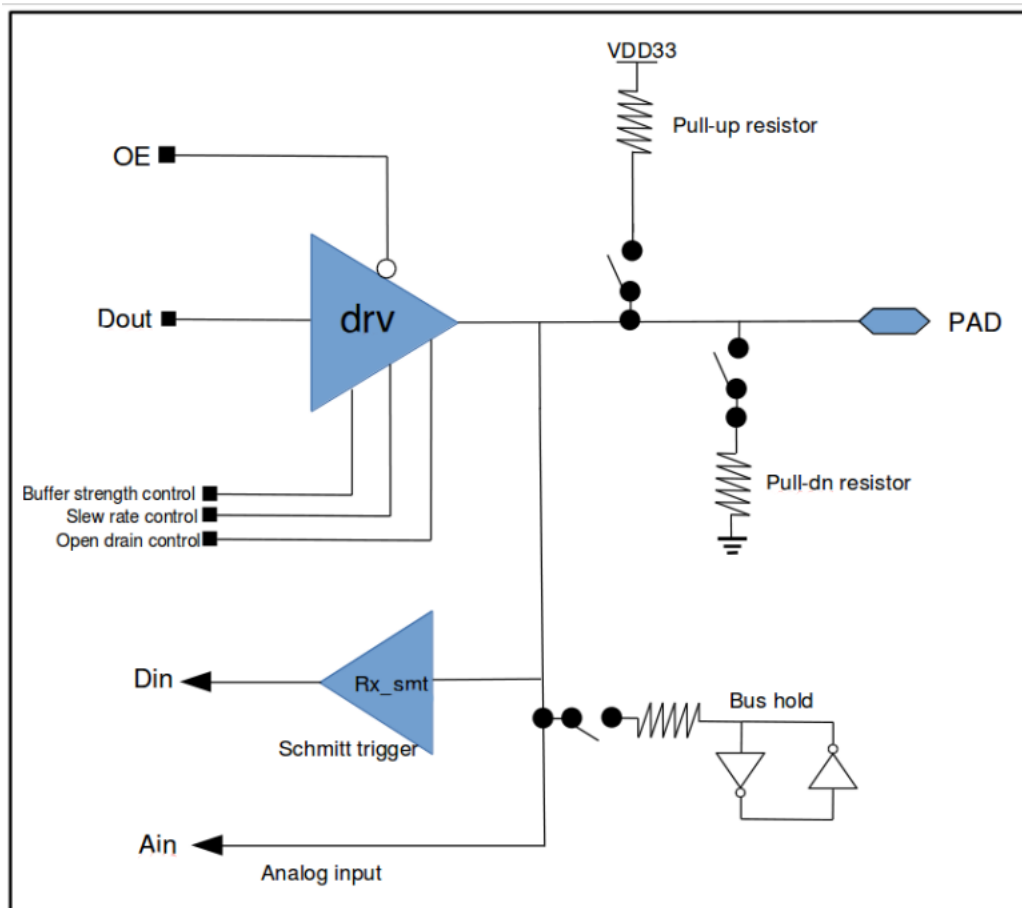 VDD33
Pull-up resistor
OE
Dout
drv
PAD
Pull-dn resistor
Buffer strength control
Slew rate control
Open drain control
Din
Rx_smt
Schmitt trigger
Bus hold
Ain
Analog input